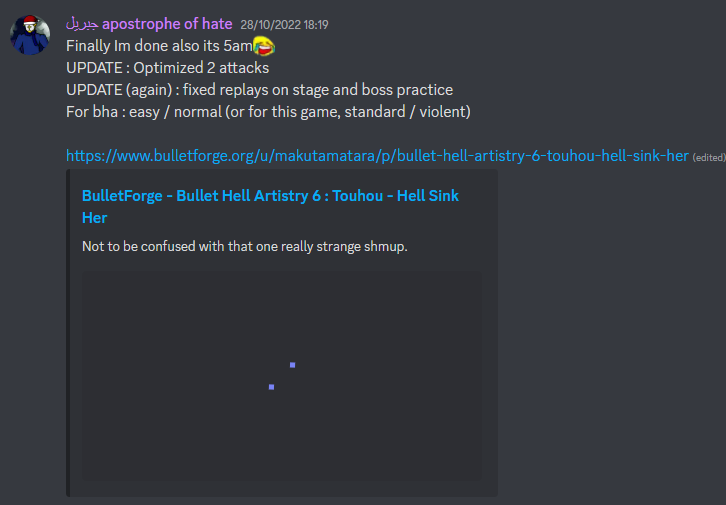 جبريل apostrophe of hate 28/10/2022 18:19
Finally Im done also its 5am
UPDATE : Optimized 2 attacks
UPDATE (again) : fixed replays on stage and boss practice
For bha : easy / normal (or for this game, standard / violent)
https://www.bulletforge.org/u/makutamatara/p/bullet-hell-artistry-6-touhou-hell-sink-her (edited)
BulletForge - Bullet Hell Artistry 6 : Touhou - Hell Sink
Her
Not to be confused with that one really strange shmup.